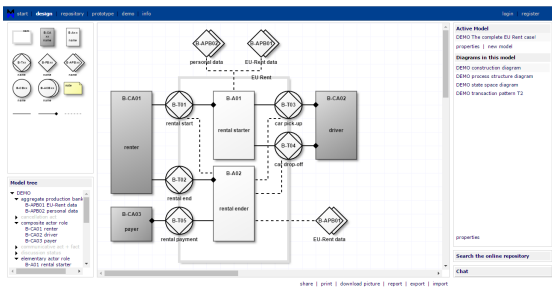 start design repository prototype demo info login register
Active Model
DEMO The complete EU Rent case!
properties | new model
Diagrams in this model
DEMO construction diagram
DEMO process structure diagram
DEMO state space diagram
DEMO transaction pattern T2
B-APB02
B-APB01
personal data
EU-Rent data
EU Rent
B-CA01
B-T01
B-A01
B-T03
B-CA02
rental start
rental starter
car pick-up
driver
renter
B-T04
car drop-off
B-A02
B-T02
rental end
rental ender
B-CA03
B-T05
B-APB01
payer
rental payment
EU-Rent data
Model tree
DEMO
aggregate production bank
B-APB01 EU-Rent data
B-APB02 personal data
composite actor role
B-CA01 renter
B-CA02 driver
B-CA03 payer
elementary actor role
B-A01 rental starter
properties
Search the online repository
Chat
share | print | download picture | report | export | import